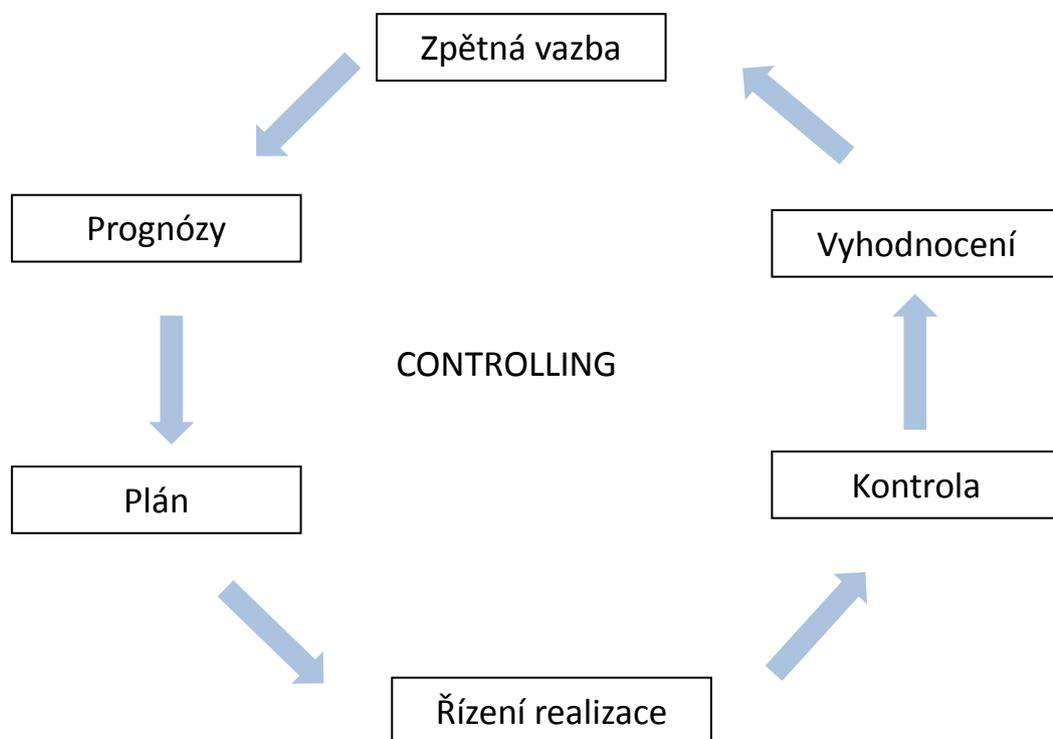 Zpětná vazba
Prognózy
Vyhodnocení
CONTROLLING
Plán
Kontrola
Řízení realizace